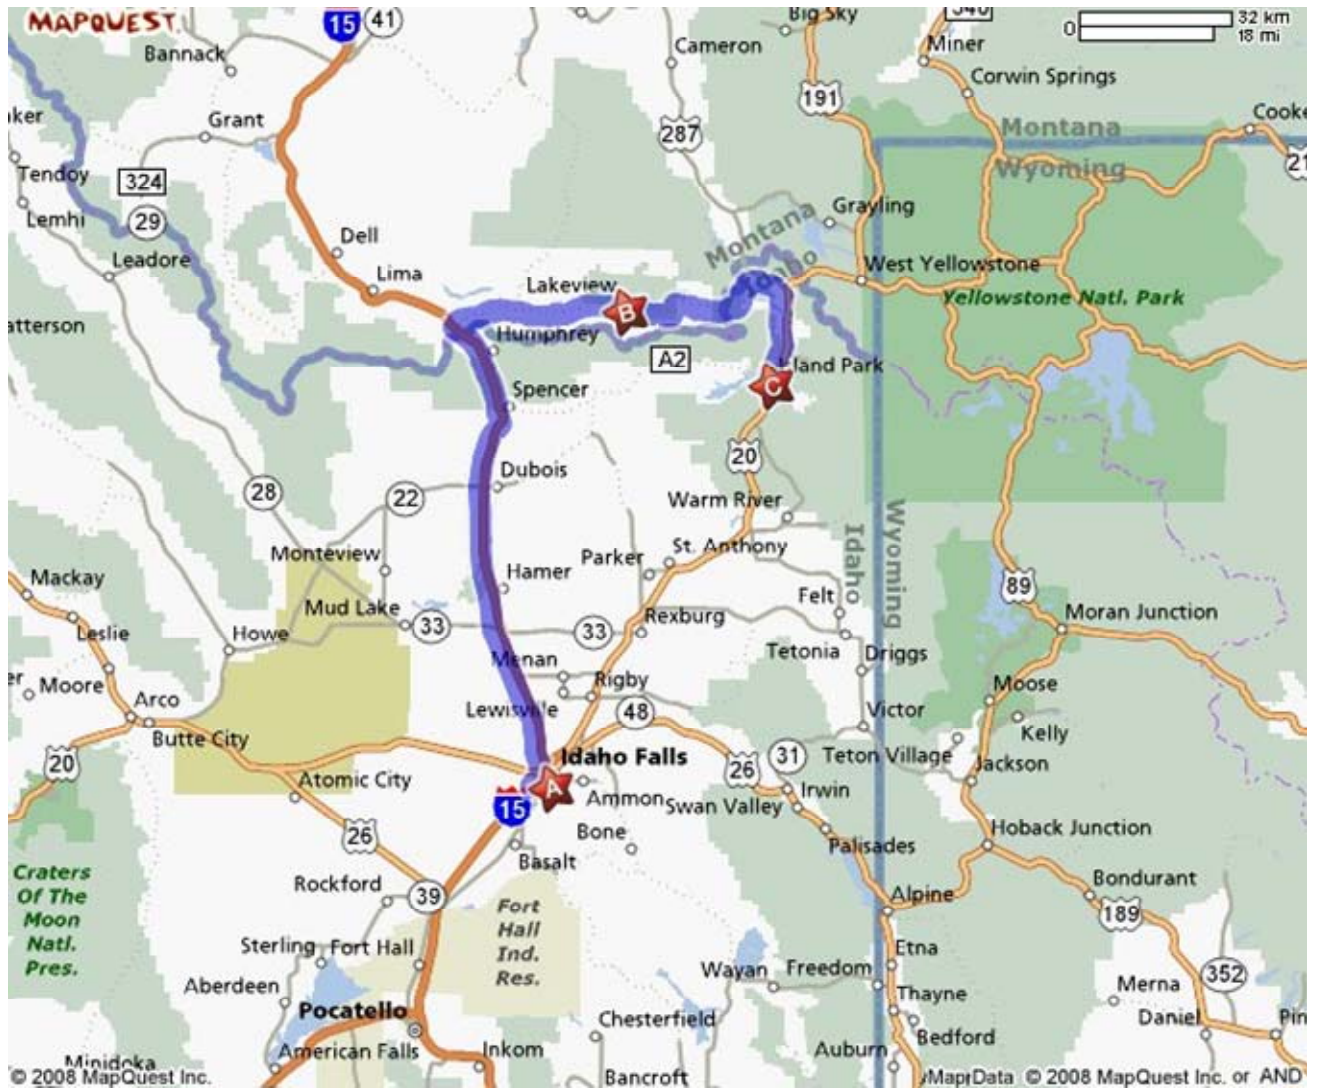 MAPQUEST.
15
41
Big Sky
32 km
0
18 mi
Bannack
Cameron
Miner
Corwin Springs
191
Grant
287
Montana
Wyoming
Tendoy
324
Lemhi
29
Dell
Montana
Idaho
Grayling
Leadore
Lima
Lakeview
West Yellowstone
Yellowstone Natl. Park
B
Humphrey
A2
C
Spencer
20
Dubois
28
22
Warm River
Idaho
Wyoming
Monteview
Parker
St. Anthony
Mackay
Hamer
89
Felt
Mud Lake
33
33
Rexburg
Moran Junction
Leslie
Howe
Tetonia
Driggs
Menan
Rigby
Moore
Moose
Arco
Lewisville
48
Victor
Kelly
Butte City
20
Idaho Falls
26
31
Teton Village
Jackson
Atomic City
A
15
Ammon
Swan Valley
Irwin
26
Bone
Palisades
Hoback Junction
Basalt
Craters
Of The
Moon
Natl.
Pres.
Rockford
39
Alpine
Bondurant
189
Fort
Hall
Ind.
Res.
Sterling
Fort Hall
Etna
Aberdeen
Wayan
Freedom
352
Merna
Pocatello
Thayne
Chesterfield
Daniel
Bedford
Minidoka
American Falls
Inkom
Auburn
Bancroft
© 2008 MapQuest Inc.
Data © 2008 MapQuest Inc. or AND